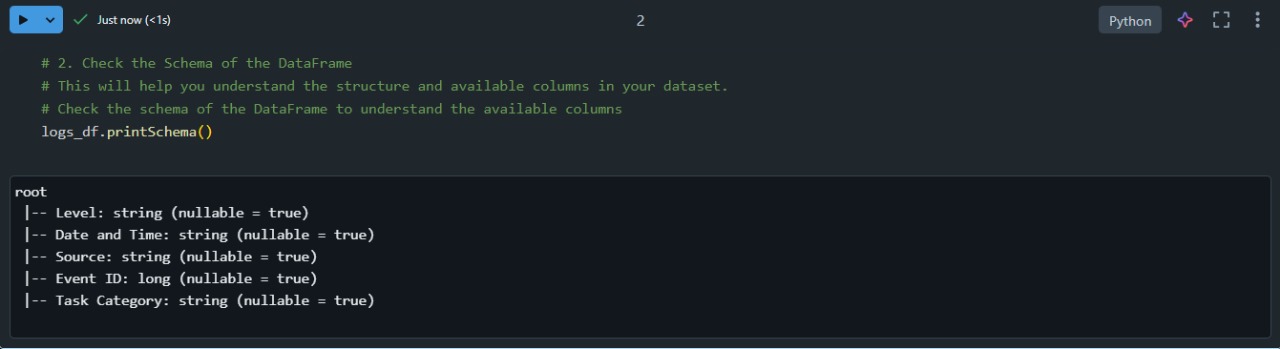 Just now (<1s)
2
Python
# 2. Check the Schema of the DataFrame
# This will help you understand the structure and available columns in your dataset.
# Check the schema of the DataFrame to understand the available columns
logs_df.printSchema()
root
 |-- Level: string (nullable = true)
 |-- Date and Time: string (nullable = true)
 |-- Source: string (nullable = true)
 |-- Event ID: long (nullable = true)
 |-- Task Category: string (nullable = true)